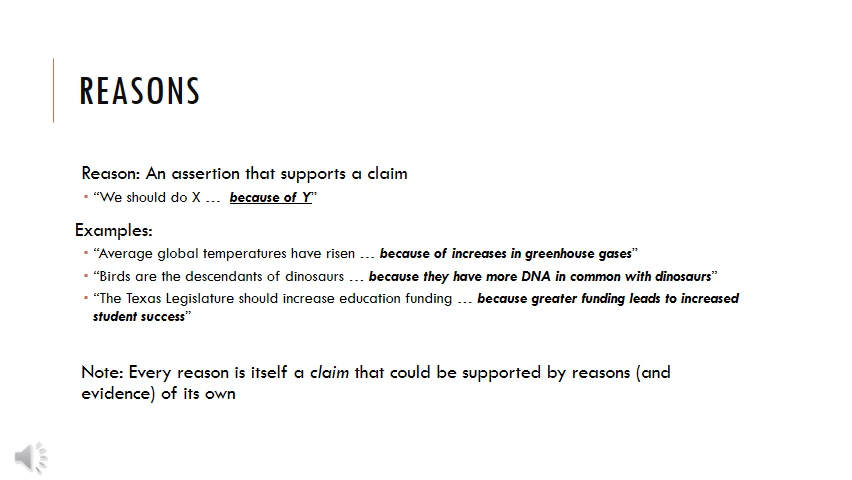 REASONS
Reason: An assertion that supports a claim
▪ “We should do X … because of Y”
Examples:
▪ “Average global temperatures have risen … because of increases in greenhouse gases”
▪ “Birds are the descendants of dinosaurs … because they have more DNA in common with dinosaurs”
▪ “The Texas Legislature should increase education funding … because greater funding leads to increased
student success”
Note: Every reason is itself a claim that could be supported by reasons (and
evidence) of its own